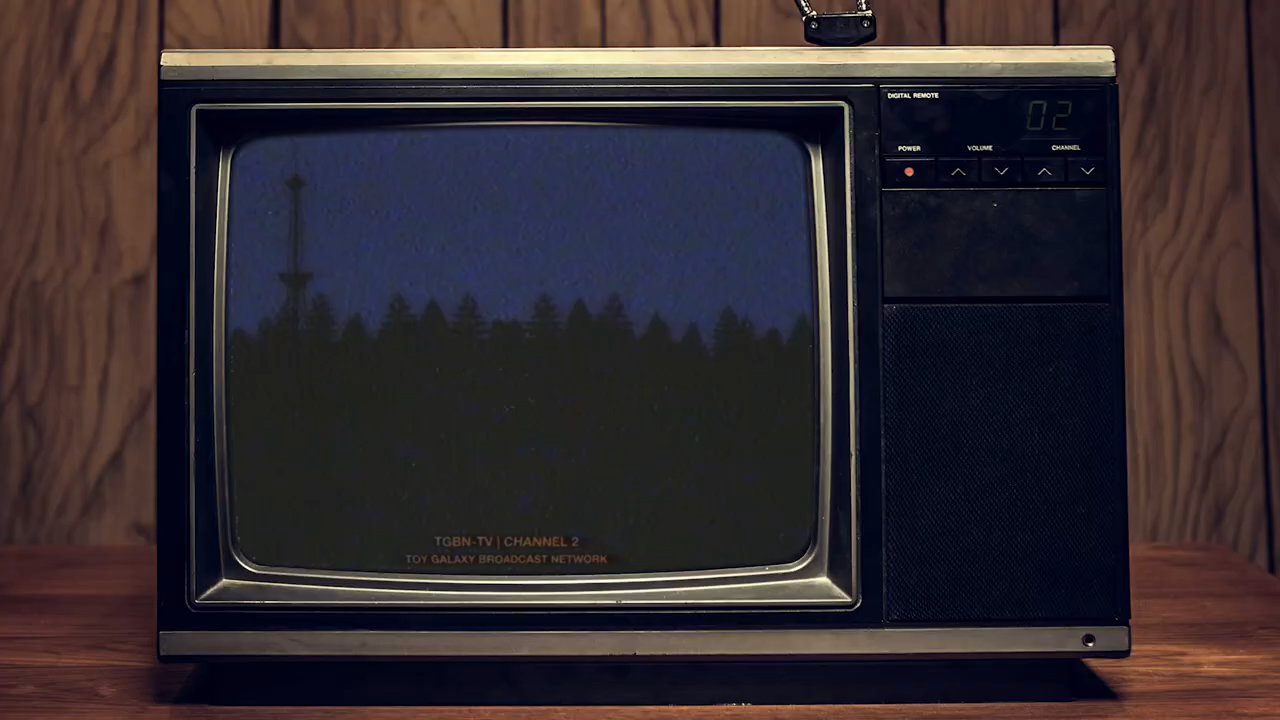 DIGITAL REMOTE
02
POWER VOLUME CHANNEL
TGBN-TV | CHANNEL 2
TOY GALAXY BROADCAST NETWORK